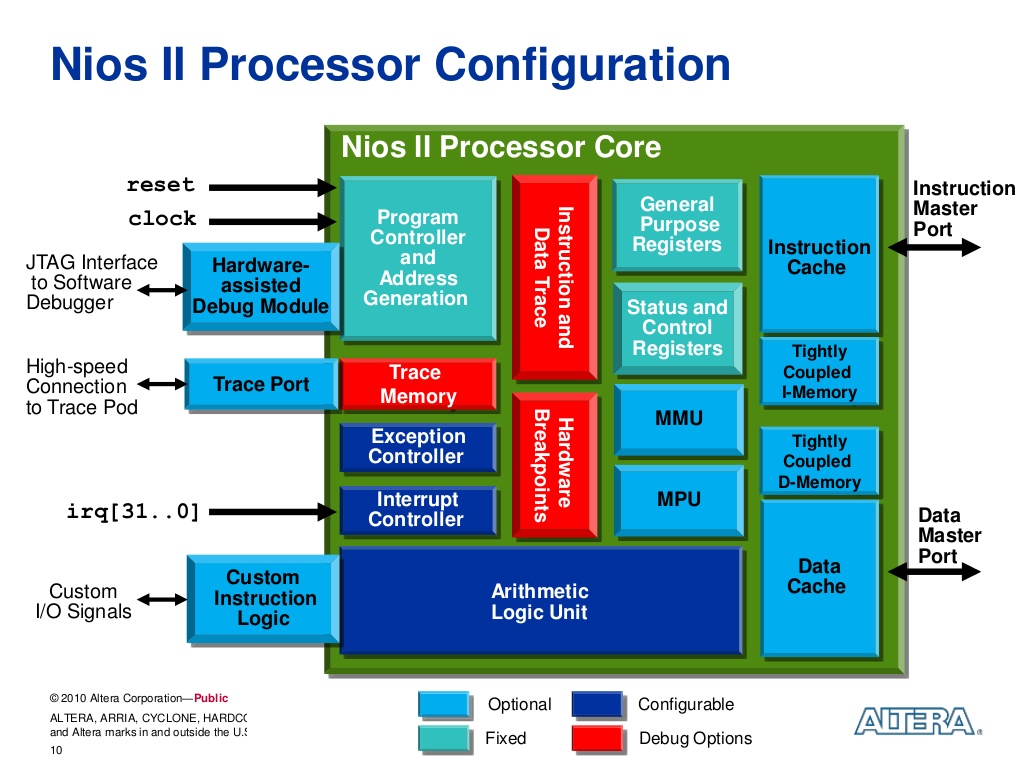 Nios II Processor Configuration
Nios II Processor Core
reset
clock
JTAG Interface
to Software
Debugger
Hardware-
assisted
Debug Module
High-speed
Connection
to Trace Pod
Trace Port
irq[31..0]
Custom
I/O Signals
Custom
Instruction
Logic
Program
Controller
and
Address
Generation
Trace
Memory
Exception
Controller
Interrupt
Controller
Arithmetic
Logic Unit
Instruction and
Data Trace
Hardware
Breakpoints
General
Purpose
Registers
Status and
Control
Registers
MMU
MPU
Instruction
Cache
Tightly
Coupled
I-Memory
Tightly
Coupled
D-Memory
Data
Cache
Instruction
Master
Port
Data
Master
Port
© 2010 Altera Corporation—Public
ALTERA, ARRIA, CYCLONE, HARDC
and Altera marks in and outside the U.S
10
Optional
Configurable
Fixed
Debug Options
ALTERA®